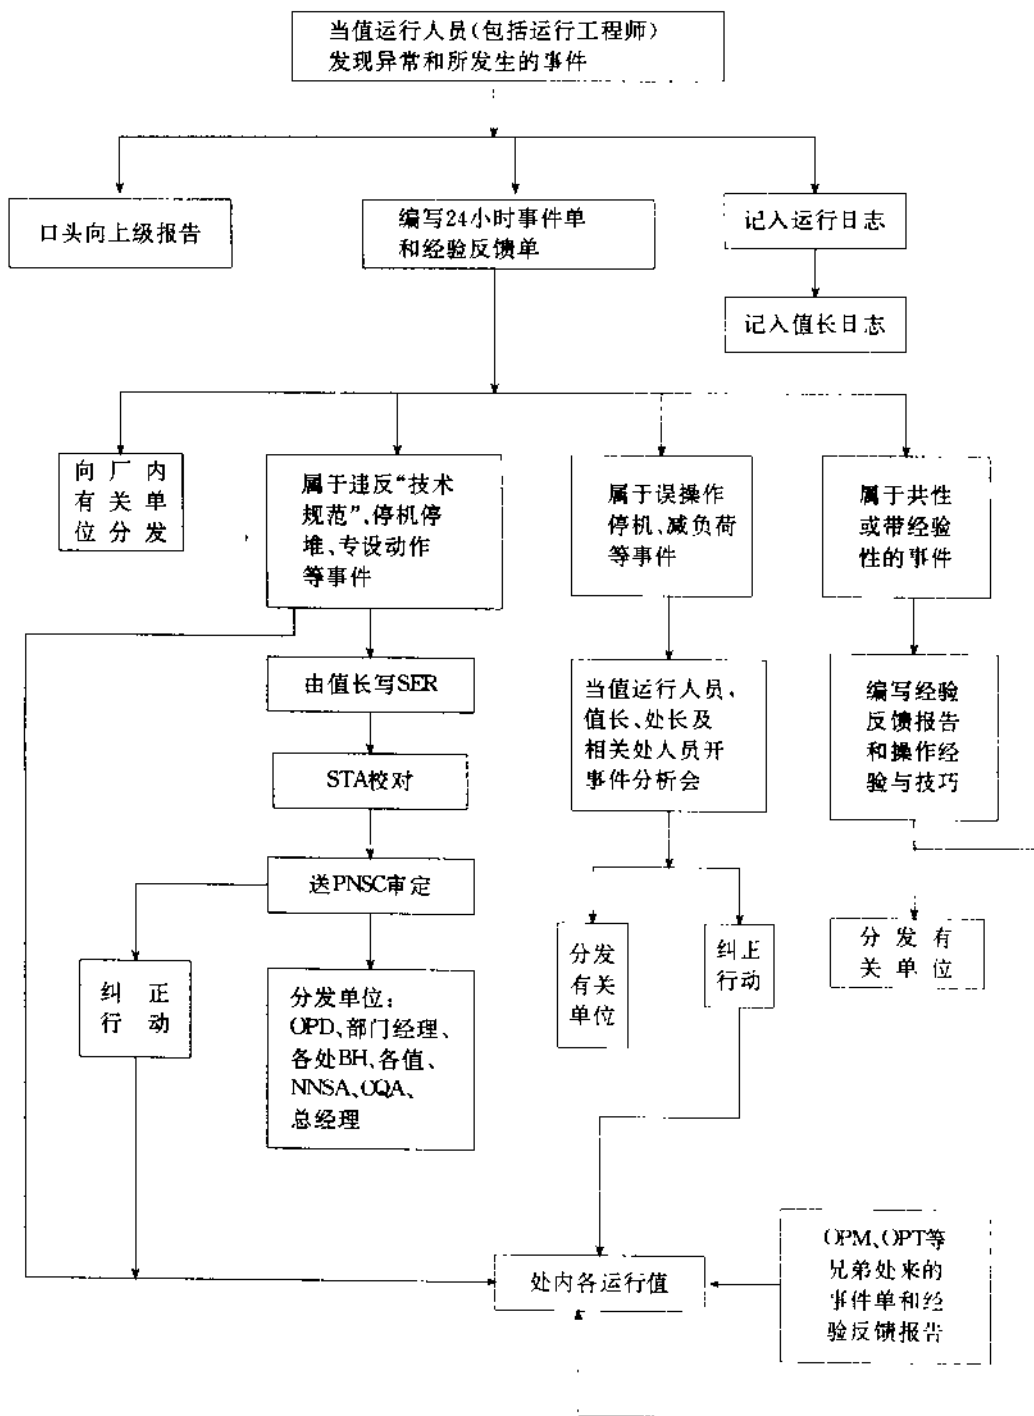 当值运行人员(包括运行工程师)
发现异常和所发生的事件
口头向上级报告
编写24小时事件单
和经验反馈单
记入运行日志
记入值长日志
向厂内
有关单
位分发
属于违反“技术
规范”、停机停
堆、专设动作
等事件
属于误操作
停机、减负荷
等事件
属于共性
或带经验
性的事件
由值长写SER
STA校对
送PNSC审定
当值运行人员、
值长、处长及
相关处人员开
事件分析会
编写经验
反馈报告
和操作经
验与技巧
纠正
行动
分发单位:
OPD、部门经理、
各处BH、各值、
NNSA、OQA、
总经理
分发
有关
单位
纠正
行动
分发有
关单位
处内各运行值
OPM、OPT等
兄弟处来的
事件单和经
验反馈报告